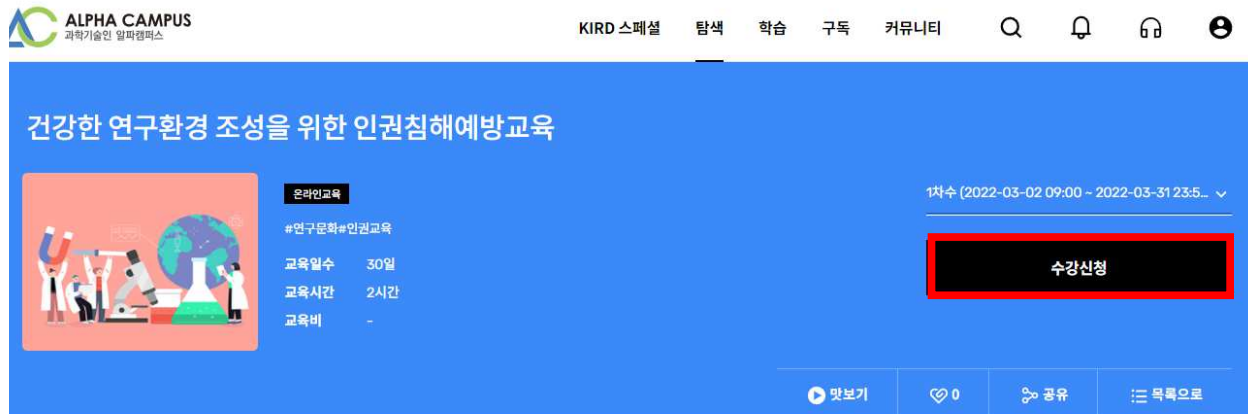 ALPHA CAMPUS
과학기술인 알파캠퍼스
KIRD 스페셜 탐색 학습 구독 커뮤니티
건강한 연구환경 조성을 위한 인권침해예방교육
온라인교육
#연구문화#인권교육
교육일수 30일
교육시간 2시간
교육비 -
1차수 (2022-03-02 09:00 ~ 2022-03-31 23:5...
수강신청
맛보기 0 공유 목록으로